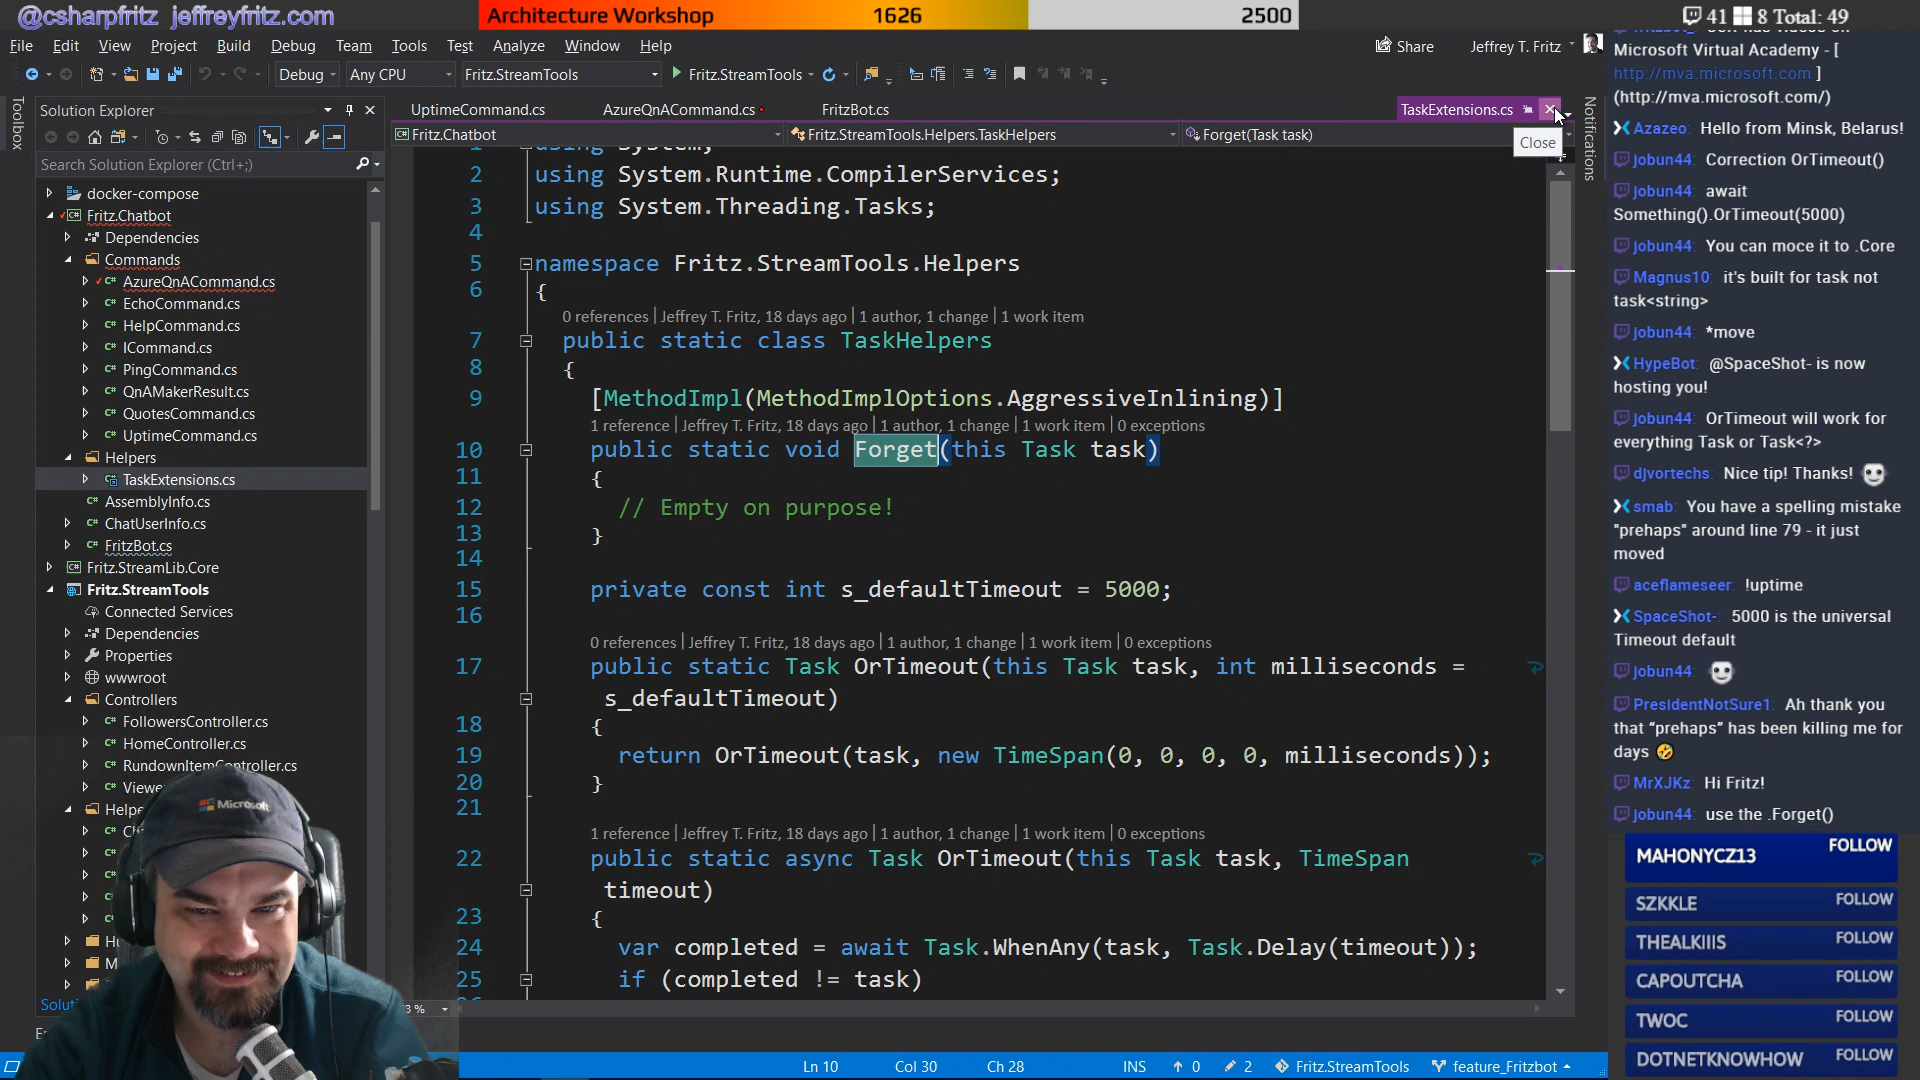 @csharpfritz jeffreyfritz.com
Architecture Workshop 1626 2500
41 8 Total: 49
File Edit View Project Build Debug Team Tools Test Analyze Window Help
Share Jeffrey T. Fritz
Debug Any CPU Fritz.StreamTools Fritz.StreamTools
Toolbox
Solution Explorer
Search Solution Explorer (Ctrl+;)
docker-compose
Fritz.Chatbot
Dependencies
Commands
AzureQnACommand.cs
EchoCommand.cs
HelpCommand.cs
ICommand.cs
PingCommand.cs
QnAMakerResult.cs
QuotesCommand.cs
UptimeCommand.cs
Helpers
TaskExtensions.cs
AssemblyInfo.cs
ChatUserInfo.cs
FritzBot.cs
Fritz.StreamLib.Core
Fritz.StreamTools
Connected Services
Dependencies
Properties
wwwroot
Controllers
FollowersController.cs
HomeController.cs
RundownItemController.cs
Microsoft
UptimeCommand.cs AzureQnACommand.cs FritzBot.cs TaskExtensions.cs
Fritz.Chatbot Fritz.StreamTools.Helpers.TaskHelpers Forget(Task task)
Close
Notifications
using System;
2 using System.Runtime.CompilerServices;
3 using System.Threading.Tasks;
4
5 namespace Fritz.StreamTools.Helpers
6 {
0 references | Jeffrey T. Fritz, 18 days ago | 1 author, 1 change | 1 work item
7 public static class TaskHelpers
8 {
9 [MethodImpl(MethodImplOptions.AggressiveInlining)]
1 reference | Jeffrey T. Fritz, 18 days ago | 1 author, 1 change | 1 work item | 0 exceptions
10 public static void Forget(this Task task)
11 {
12 // Empty on purpose!
13 }
14
15 private const int s_defaultTimeout = 5000;
16
0 references | Jeffrey T. Fritz, 18 days ago | 1 author, 1 change | 1 work item | 0 exceptions
17 public static Task OrTimeout(this Task task, int milliseconds =
s_defaultTimeout)
18 {
19 return OrTimeout(task, new TimeSpan(0, 0, 0, 0, milliseconds));
20 }
21
1 reference | Jeffrey T. Fritz, 18 days ago | 1 author, 1 change | 1 work item | 0 exceptions
22 public static async Task OrTimeout(this Task task, TimeSpan
timeout)
23 {
24 var completed = await Task.WhenAny(task, Task.Delay(timeout));
25 if (completed != task)
Ln 10 Col 30 Ch 28 INS 0 2 Fritz.StreamTools feature_Fritzbot
Microsoft Virtual Academy - [
http://mva.microsoft.com ]
(http://mva.microsoft.com/)
Azazeo: Hello from Minsk, Belarus!
Jobun44: Correction OrTimeout()
Jobun44: await
Something().OrTimeout(5000)
Jobun44: You can moce it to .Core
Magnus10: it's built for task not
task<string>
Jobun44: *move
HypeBot: @SpaceShot- is now
hosting you!
Jobun44: OrTimeout will work for
everything Task or Task<?>
djvortechs: Nice tip! Thanks!
smab: You have a spelling mistake
"prehaps" around line 79 - it just
moved
aceflameseer: !uptime
SpaceShot-: 5000 is the universal
Timeout default
Jobun44:
PresidentNotSure1: Ah thank you
that “prehaps” has been killing me for
days
MrXJKz: Hi Fritz!
Jobun44: use the .Forget()
MAHONYCZ13 FOLLOW
SZKKLE FOLLOW
THEALKIIIS FOLLOW
CAPOUTCHA FOLLOW
TWOC FOLLOW
DOTNETKNOWHOW FOLLOW